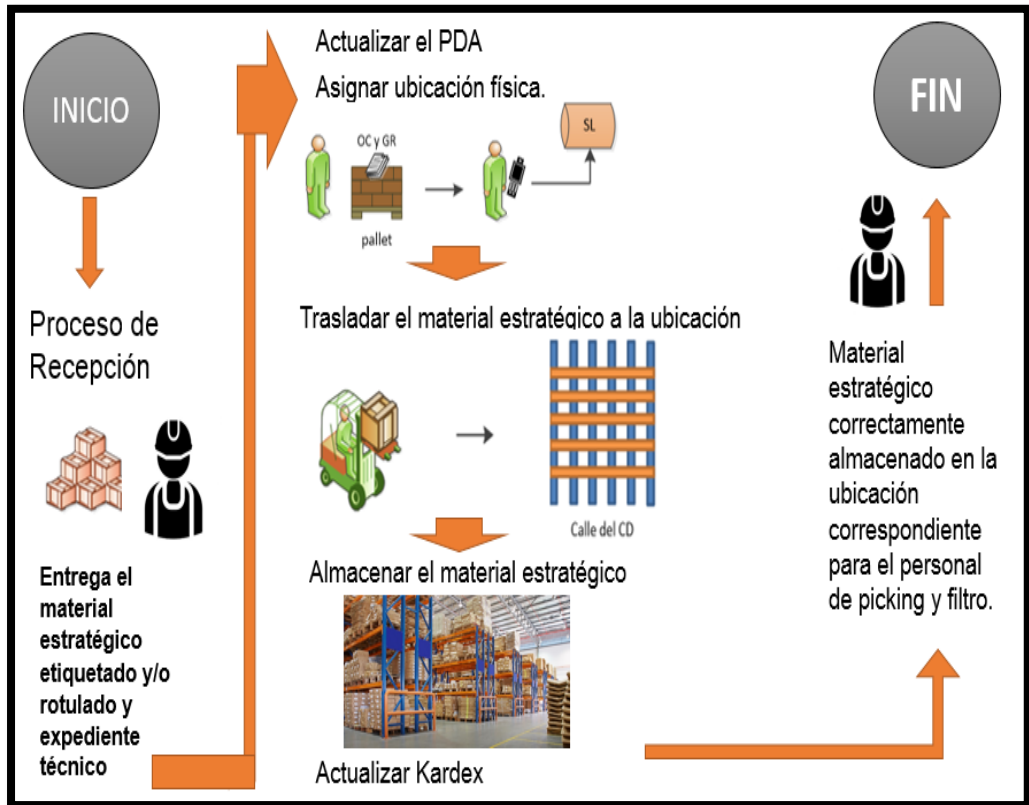 INICIO
Proceso de
Recepción
Entrega el
material
estratégico
etiquetado y/o
rotulado y
expediente
técnico
Actualizar el PDA
Asignar ubicación física.
OC y GR
SL
pallet
Trasladar el material estratégico a la ubicación
Calle del CD
Almacenar el material estratégico
Actualizar Kardex
FIN
Material
estratégico
correctamente
almacenado en la
ubicación
correspondiente
para el personal
de picking y filtro.